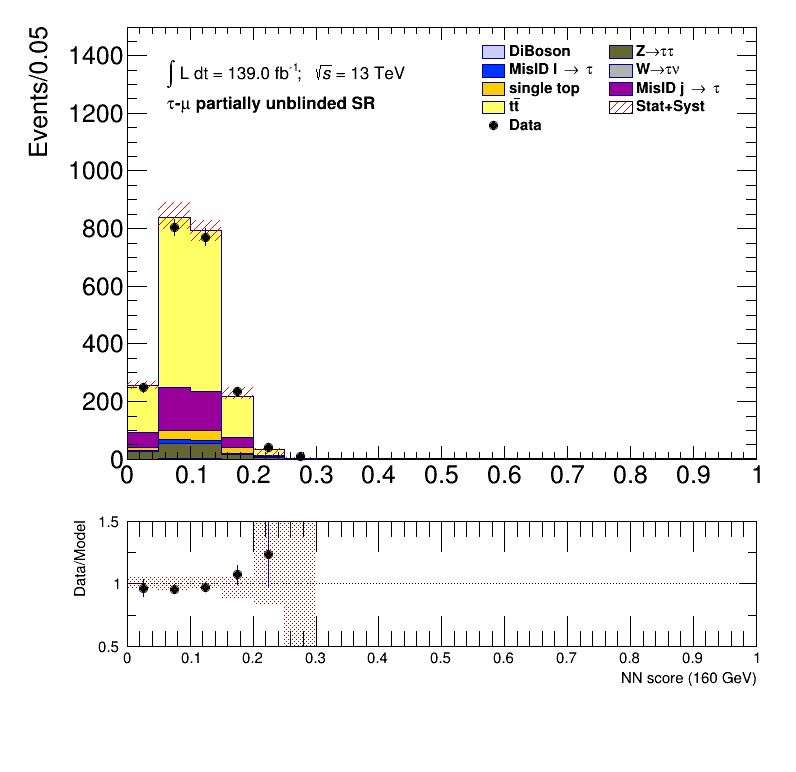 Events/0.05
1400
1200
1000
800
600
400
200
0
∫ L dt = 139.0 fb⁻¹; √s = 13 TeV
τ-μ partially unblinded SR
DiBoson
MisID l → τ
single top
tt̄
Data
Z→ττ
W→τν
MisID j → τ
Stat+Syst
0 0.1 0.2 0.3 0.4 0.5 0.6 0.7 0.8 0.9 1
Data/Model
1.5
1
0.5
0 0.1 0.2 0.3 0.4 0.5 0.6 0.7 0.8 0.9 1
NN score (160 GeV)